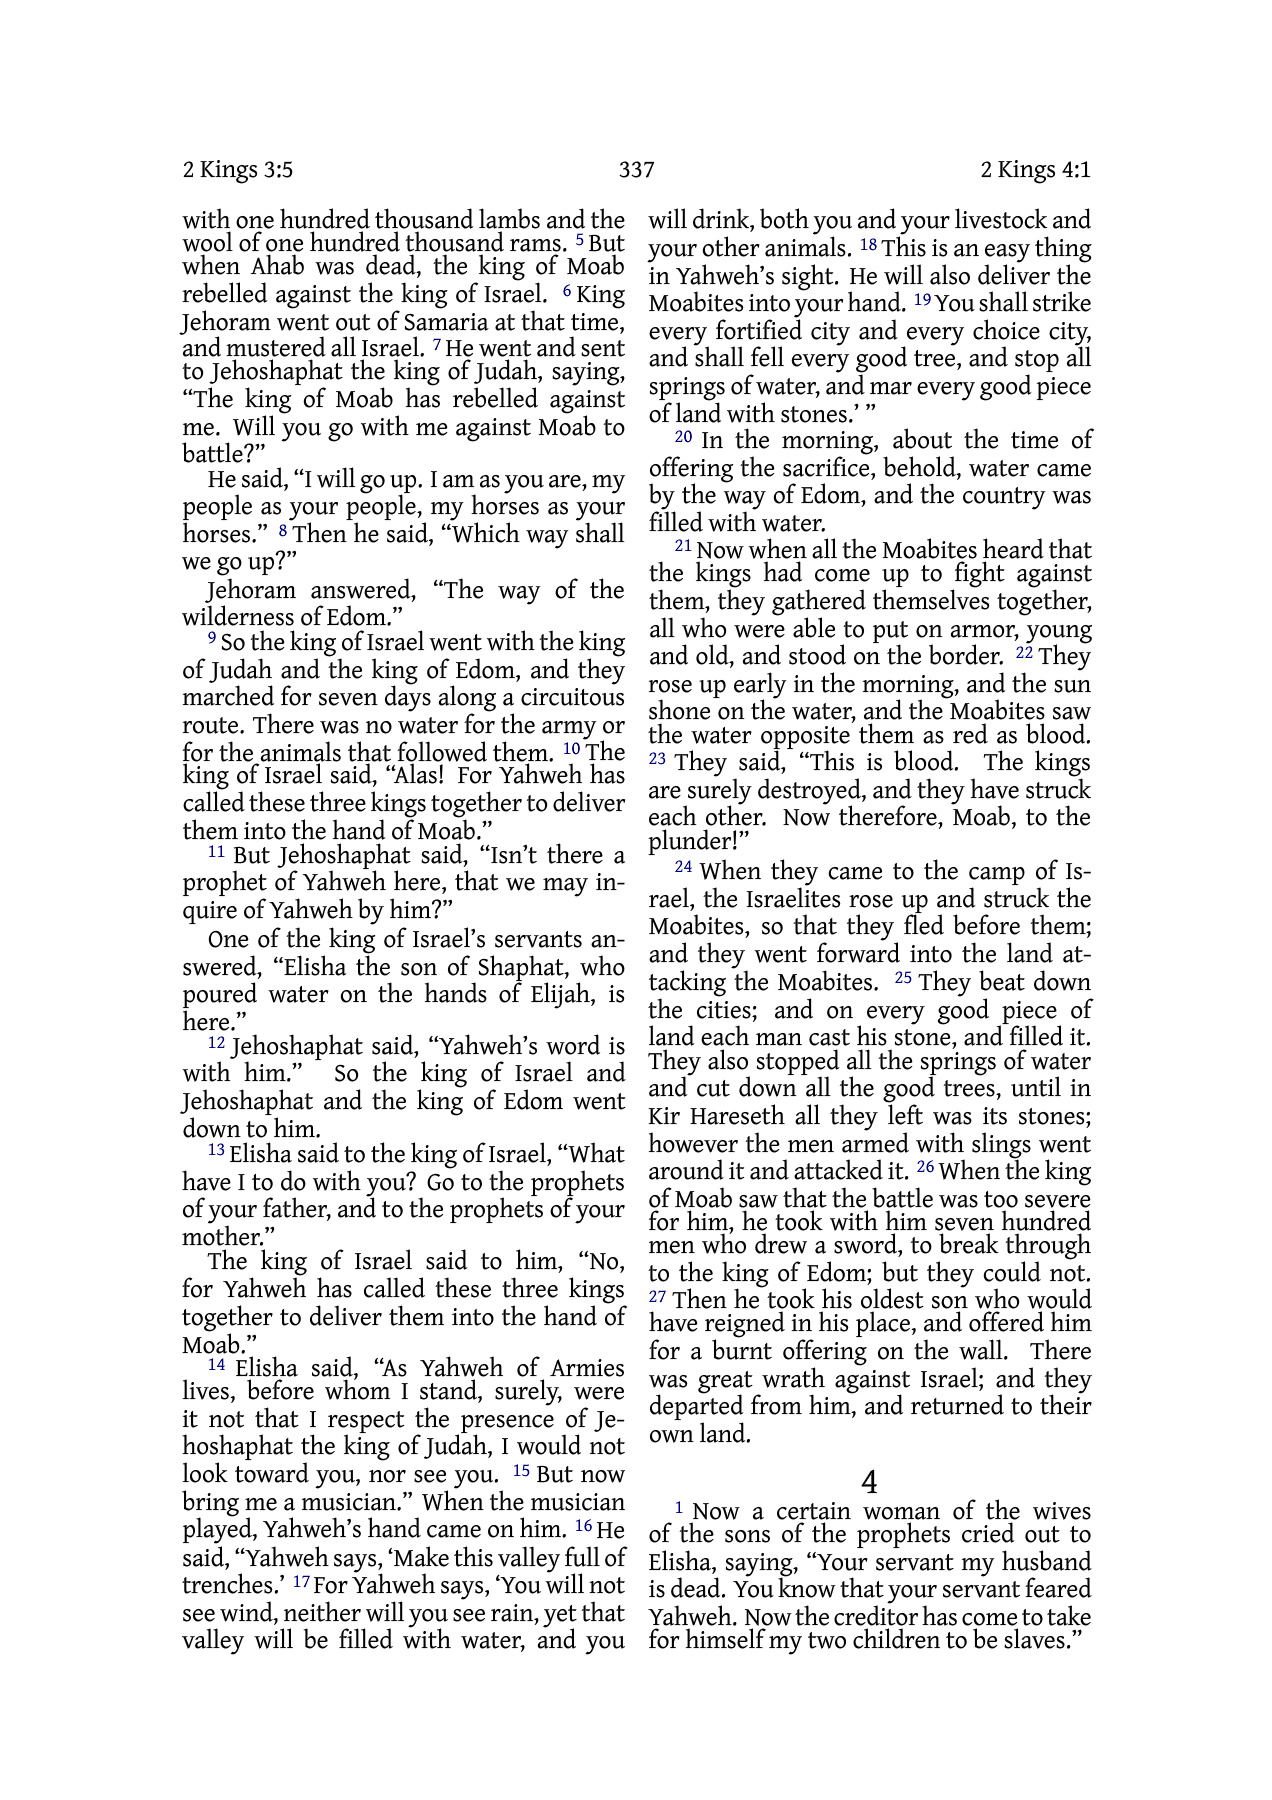 2 Kings 3:5
337
2 Kings 4:1
with one hundred thousand lambs and the
wool of one hundred thousand rams. 5 But
when Ahab was dead, the king of Moab
rebelled against the king of Israel. 6 King
Jehoram went out of Samaria at that time,
and mustered all Israel. 7 He went and sent
to Jehoshaphat the king of Judah, saying,
“The king of Moab has rebelled against
me. Will you go with me against Moab to
battle?”
He said, “I will go up. I am as you are, my
people as your people, my horses as your
horses.” 8 Then he said, “Which way shall
we go up?”
Jehoram answered, “The way of the
wilderness of Edom.”
9 So the king of Israel went with the king
of Judah and the king of Edom, and they
marched for seven days along a circuitous
route. There was no water for the army or
for the animals that followed them. 10 The
king of Israel said, “Alas! For Yahweh has
called these three kings together to deliver
them into the hand of Moab.”
11 But Jehoshaphat said, “Isn’t there a
prophet of Yahweh here, that we may in-
quire of Yahweh by him?”
One of the king of Israel’s servants an-
swered, “Elisha the son of Shaphat, who
poured water on the hands of Elijah, is
here.”
12 Jehoshaphat said, “Yahweh’s word is
with him.” So the king of Israel and
Jehoshaphat and the king of Edom went
down to him.
13 Elisha said to the king of Israel, “What
have I to do with you? Go to the prophets
of your father, and to the prophets of your
mother.”
The king of Israel said to him, “No,
for Yahweh has called these three kings
together to deliver them into the hand of
Moab.”
14 Elisha said, “As Yahweh of Armies
lives, before whom I stand, surely, were
it not that I respect the presence of Je-
hoshaphat the king of Judah, I would not
look toward you, nor see you. 15 But now
bring me a musician.” When the musician
played, Yahweh’s hand came on him. 16 He
said, “Yahweh says, ‘Make this valley full of
trenches.’ 17 For Yahweh says, ‘You will not
see wind, neither will you see rain, yet that
valley will be filled with water, and you
will drink, both you and your livestock and
your other animals. 18 This is an easy thing
in Yahweh’s sight. He will also deliver the
Moabites into your hand. 19 You shall strike
every fortified city and every choice city,
and shall fell every good tree, and stop all
springs of water, and mar every good piece
of land with stones.’ ”
20 In the morning, about the time of
offering the sacrifice, behold, water came
by the way of Edom, and the country was
filled with water.
21 Now when all the Moabites heard that
the kings had come up to fight against
them, they gathered themselves together,
all who were able to put on armor, young
and old, and stood on the border. 22 They
rose up early in the morning, and the sun
shone on the water, and the Moabites saw
the water opposite them as red as blood.
23 They said, “This is blood. The kings
are surely destroyed, and they have struck
each other. Now therefore, Moab, to the
plunder!”
24 When they came to the camp of Is-
rael, the Israelites rose up and struck the
Moabites, so that they fled before them;
and they went forward into the land at-
tacking the Moabites. 25 They beat down
the cities; and on every good piece of
land each man cast his stone, and filled it.
They also stopped all the springs of water
and cut down all the good trees, until in
Kir Hareseth all they left was its stones;
however the men armed with slings went
around it and attacked it. 26 When the king
of Moab saw that the battle was too severe
for him, he took with him seven hundred
men who drew a sword, to break through
to the king of Edom; but they could not.
27 Then he took his oldest son who would
have reigned in his place, and offered him
for a burnt offering on the wall. There
was great wrath against Israel; and they
departed from him, and returned to their
own land.
4
1 Now a certain woman of the wives
of the sons of the prophets cried out to
Elisha, saying, “Your servant my husband
is dead. You know that your servant feared
Yahweh. Now the creditor has come to take
for himself my two children to be slaves.”